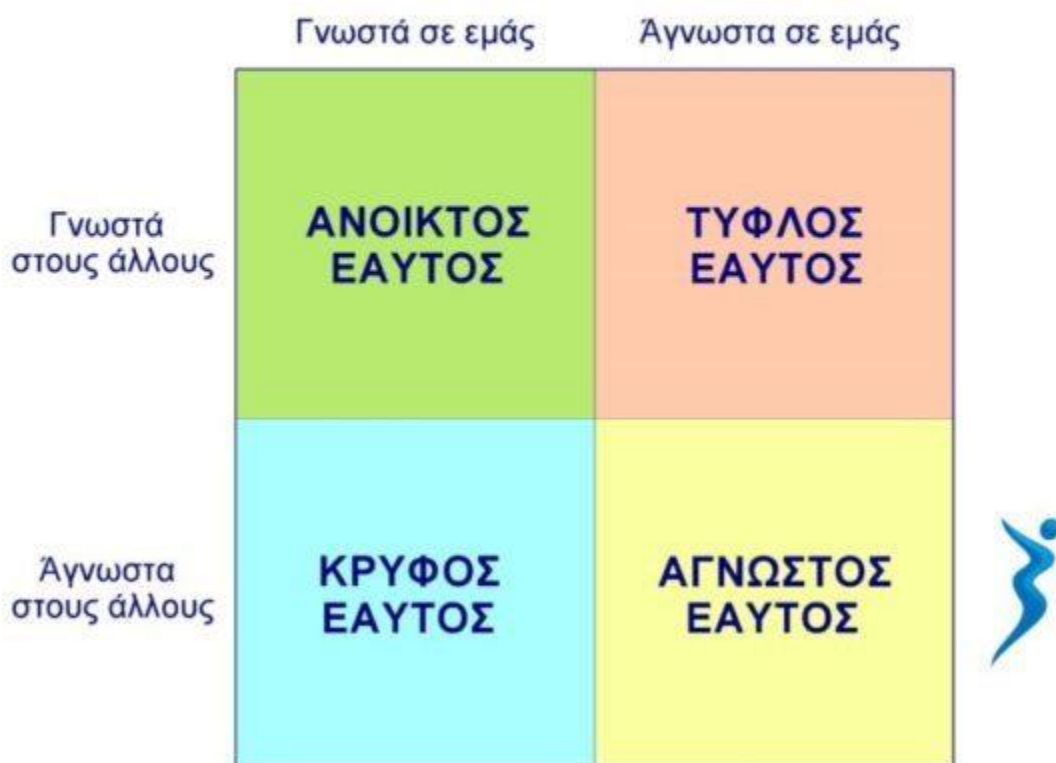 Γνωστά σε εμάς
Άγνωστα σε εμάς
Γνωστά
στους άλλους
ΑΝΟΙΚΤΟΣ
ΕΑΥΤΟΣ
ΤΥΦΛΟΣ
ΕΑΥΤΟΣ
Άγνωστα
στους άλλους
ΚΡΥΦΟΣ
ΕΑΥΤΟΣ
ΑΓΝΩΣΤΟΣ
ΕΑΥΤΟΣ